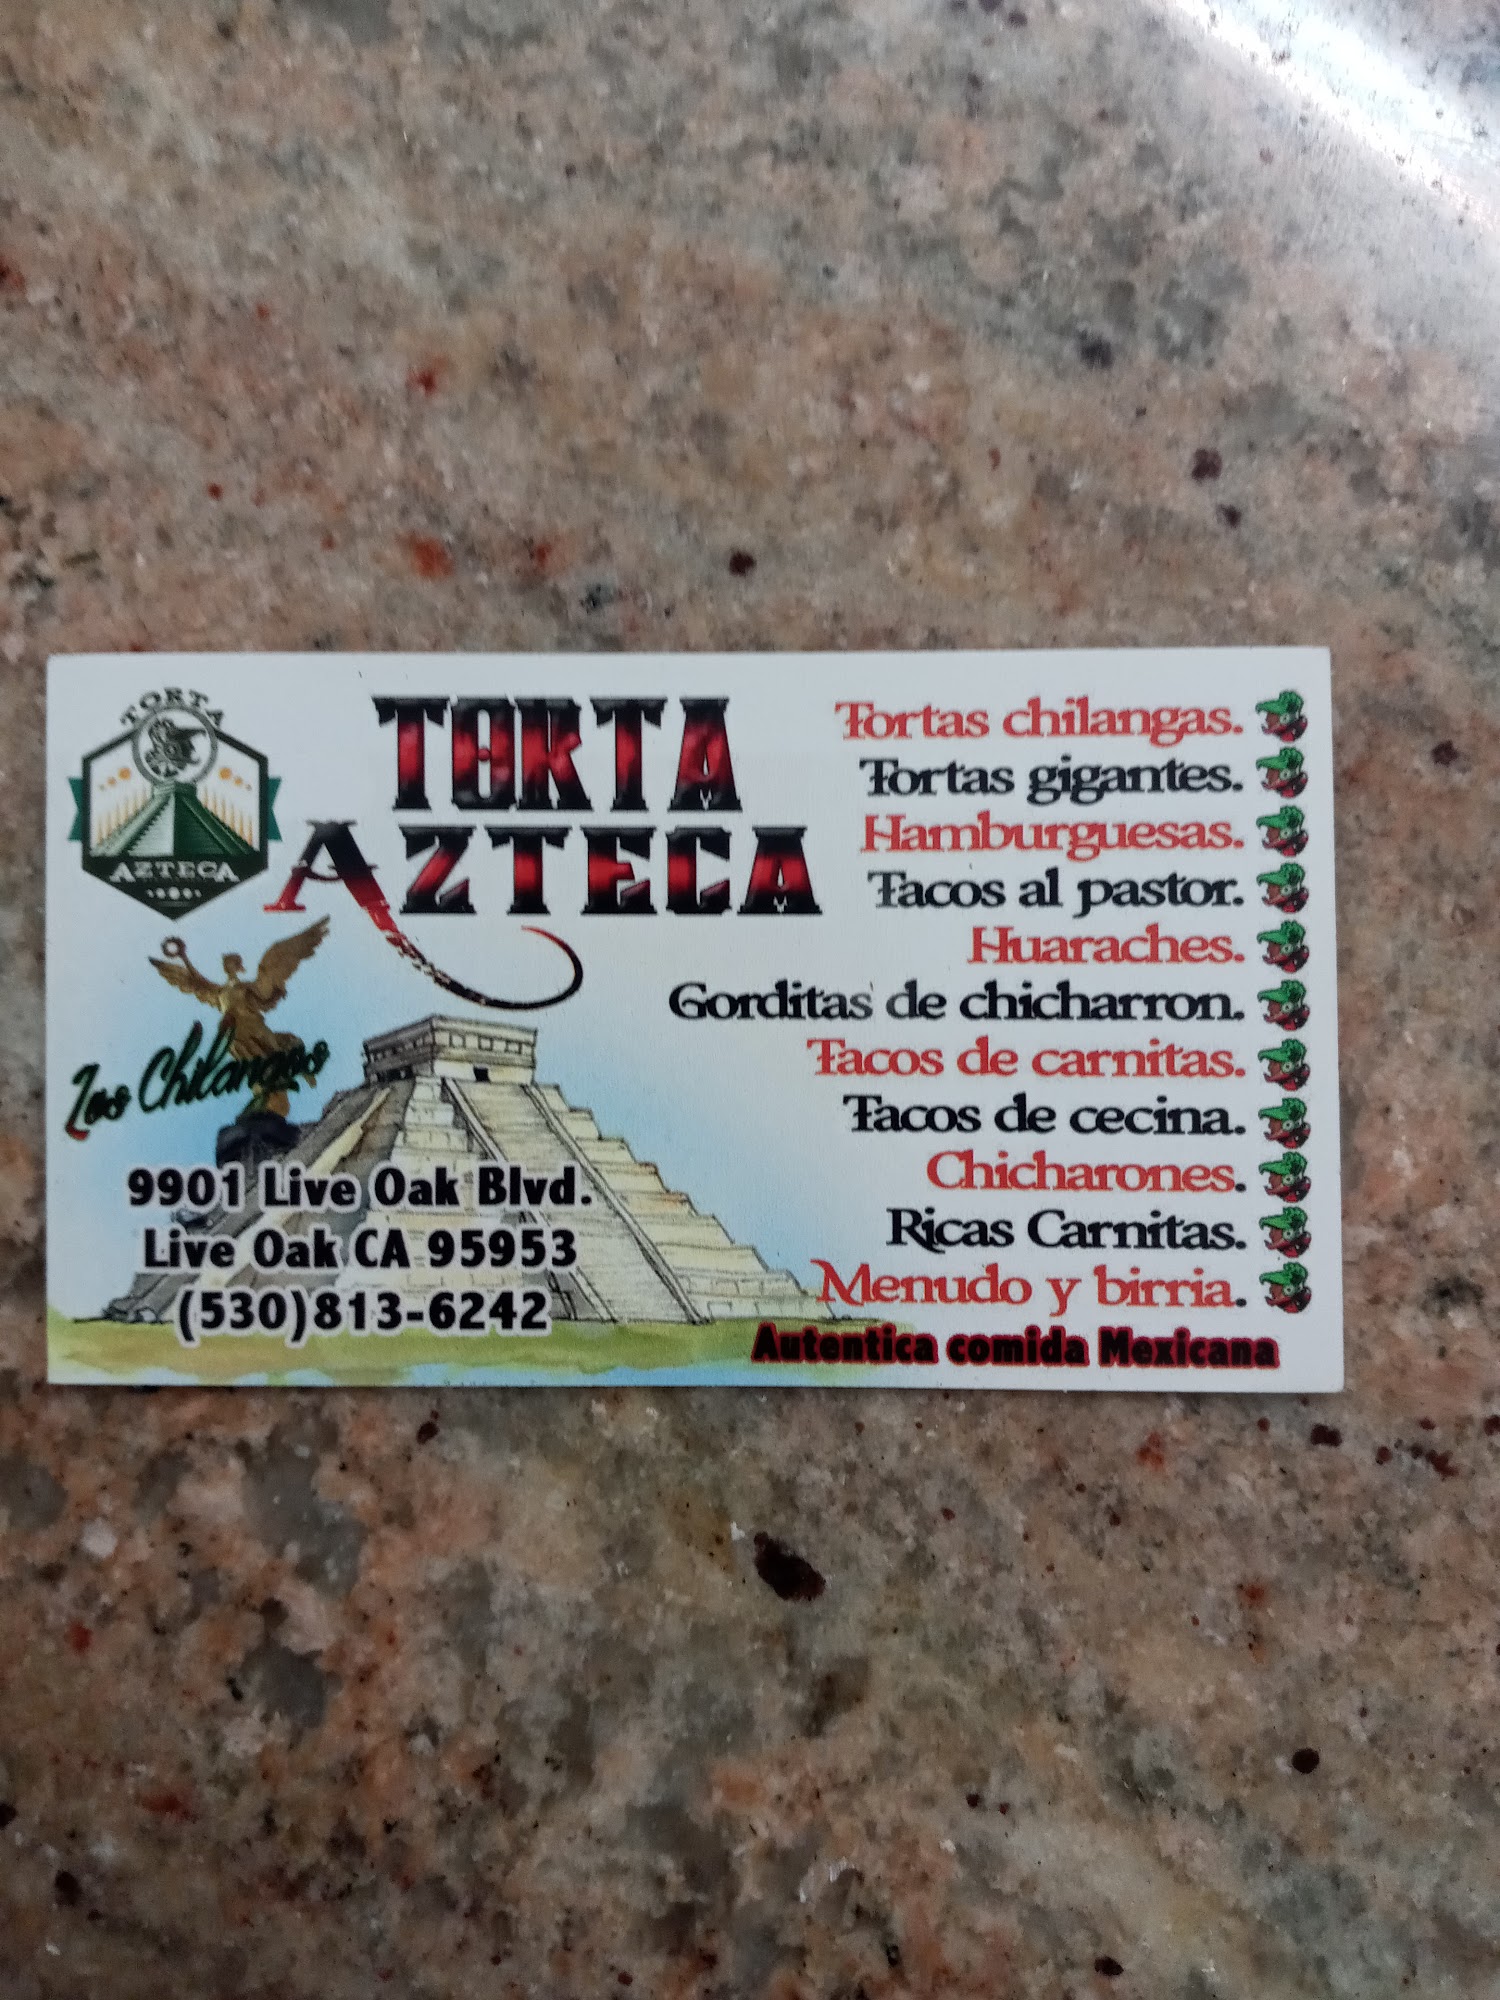 TORTA
AZTECA
TORTA
AZTECA
Los Chilangos
9901 Live Oak Blvd.
Live Oak CA 95953
(530)813-6242
Tortas chilangas.
Tortas gigantes.
Hamburguesas.
Tacos al pastor.
Huaraches.
Gorditas de chicharron.
Tacos de carnitas.
Tacos de cecina.
Chicharones.
Ricas Carnitas.
Menudo y birria.
Autentica comida Mexicana